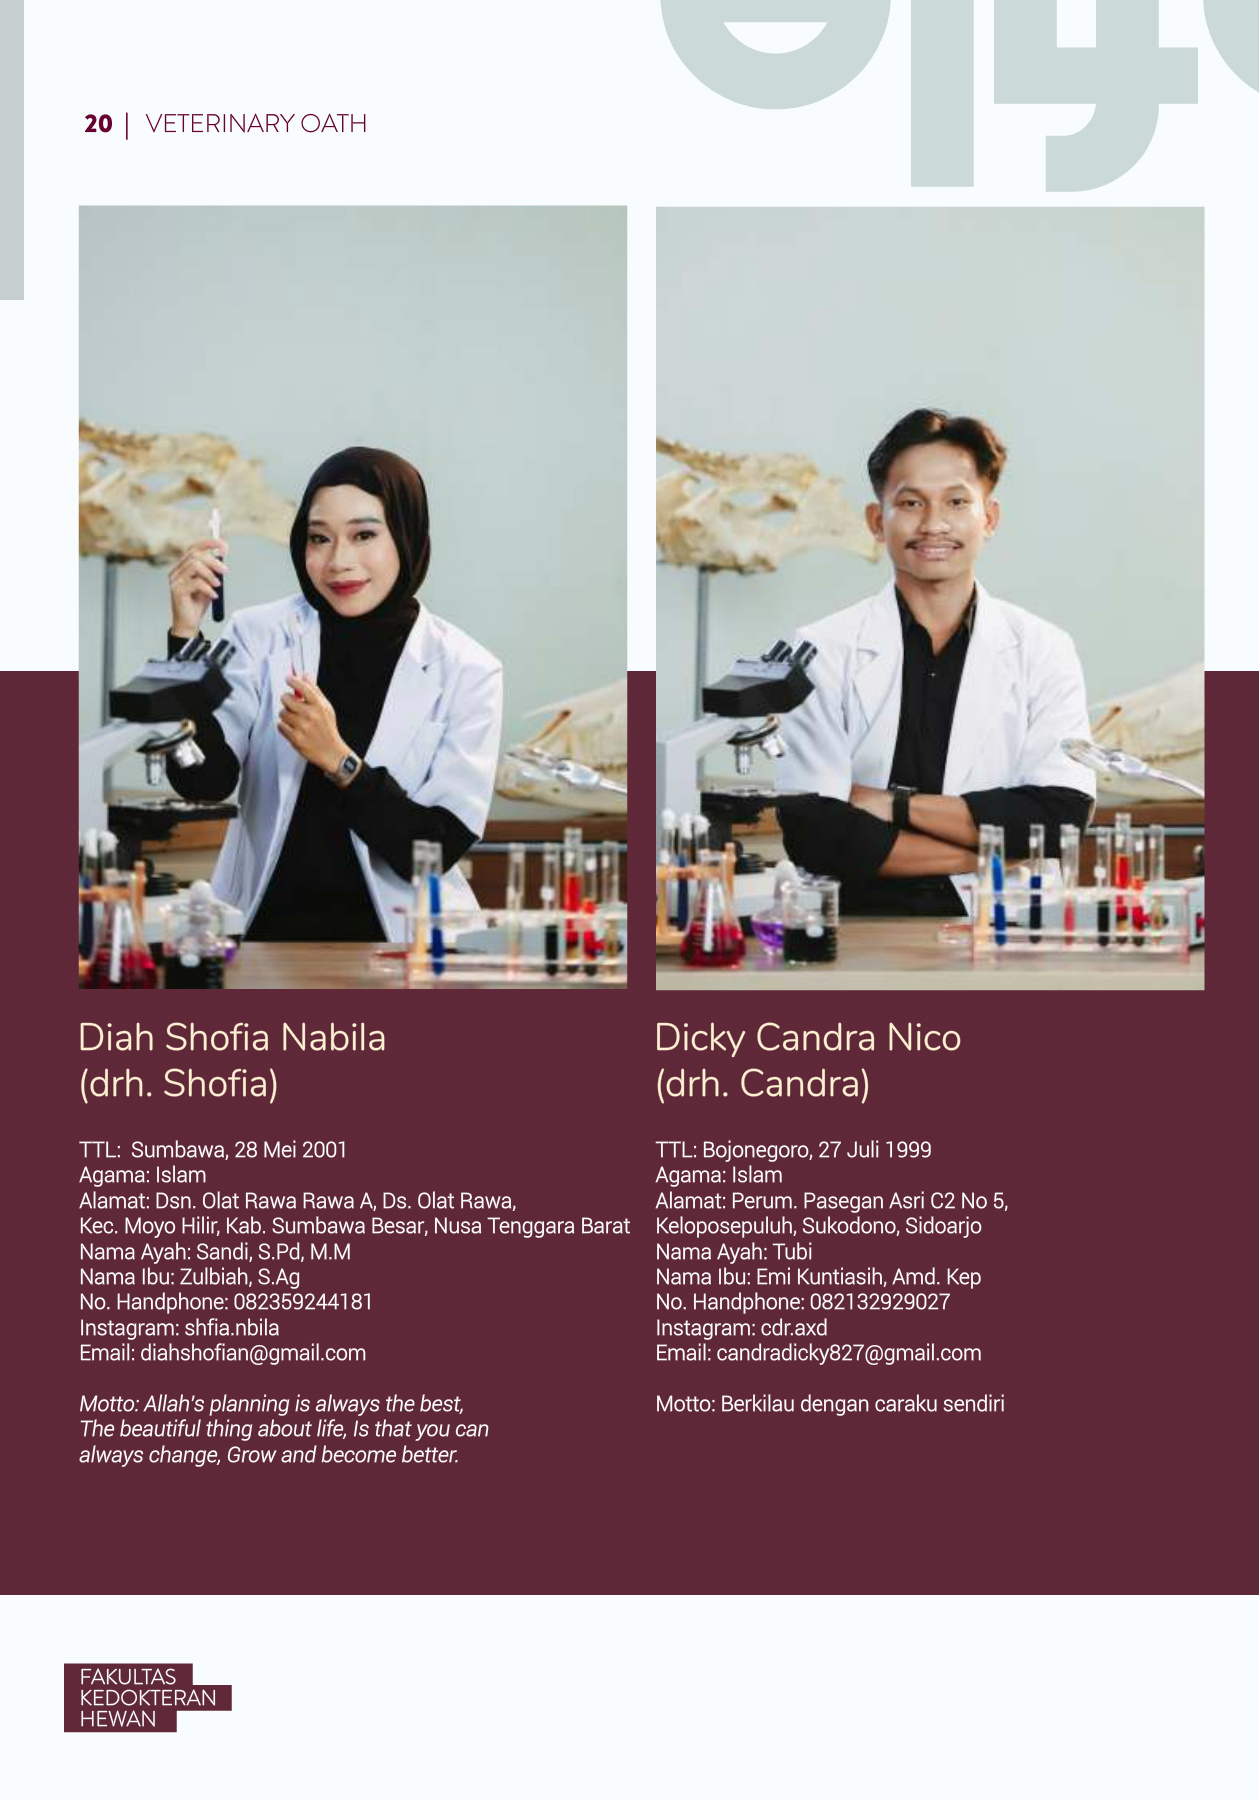 20 | VETERINARY OATH
Diah Shofia Nabila
(drh. Shofia)
TTL:  Sumbawa, 28 Mei 2001
Agama: Islam
Alamat: Dsn. Olat Rawa Rawa A, Ds. Olat Rawa,
Kec. Moyo Hilir, Kab. Sumbawa Besar, Nusa Tenggara Barat
Nama Ayah: Sandi, S.Pd, M.M
Nama Ibu: Zulbiah, S.Ag
No. Handphone: 082359244181
Instagram: shfia.nbila
Email: diahshofian@gmail.com
Motto: Allah's planning is always the best,
The beautiful thing about life, Is that you can
always change, Grow and become better.
Dicky Candra Nico
(drh. Candra)
TTL: Bojonegoro, 27 Juli 1999
Agama: Islam
Alamat: Perum. Pasegan Asri C2 No 5,
Keloposepuluh, Sukodono, Sidoarjo
Nama Ayah: Tubi
Nama Ibu: Emi Kuntiasih, Amd. Kep
No. Handphone: 082132929027
Instagram: cdr.axd
Email: candradicky827@gmail.com
Motto: Berkilau dengan caraku sendiri
FAKULTAS
KEDOKTERAN
HEWAN